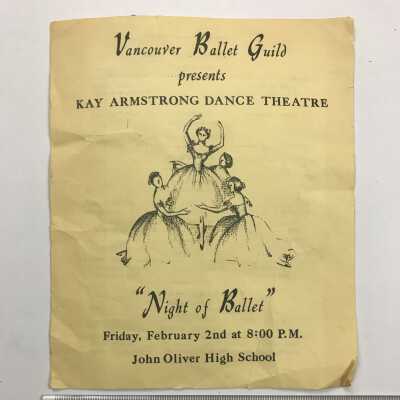 Vancouver Ballet Guild
presents
KAY ARMSTRONG DANCE THEATRE
"Night of Ballet"
Friday, February 2nd at 8:00 P.M.
John Oliver High School